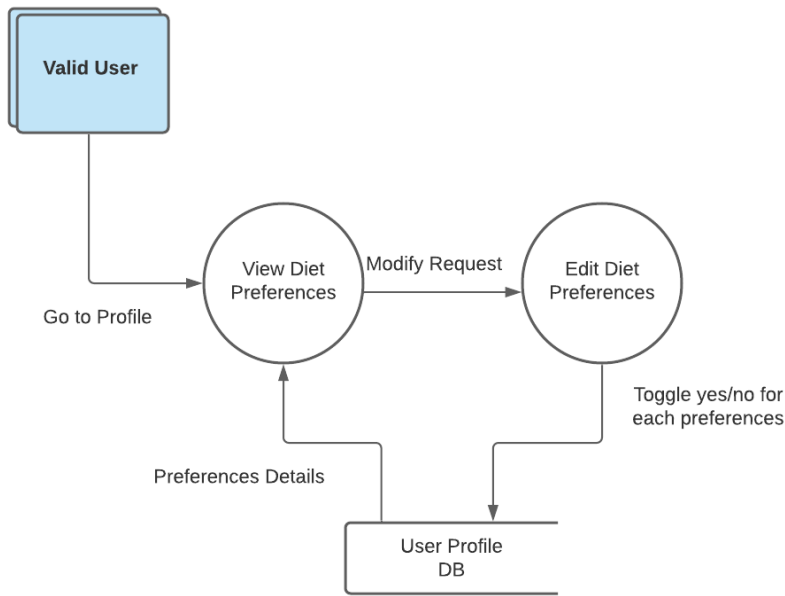 Valid User
View Diet
Preferences
Modify Request
Edit Diet
Preferences
Go to Profile
Toggle yes/no for
each preferences
Preferences Details
User Profile
DB